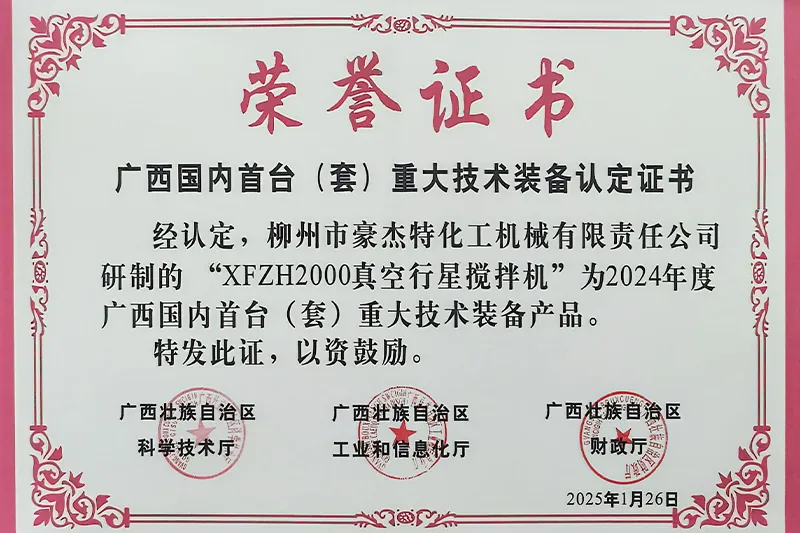 荣誉证书
广西国内首台（套）重大技术装备认定证书
经认定，柳州市豪杰特化工机械有限责任公司
研制的“XFZH2000真空行星搅拌机”为2024年度
广西国内首台（套）重大技术装备产品。
特发此证，以资鼓励。
广西壮族自治区
科学技术厅
广西壮族自治区
工业和信息化厅
广西壮族自治区
财政厅
2025年1月26日